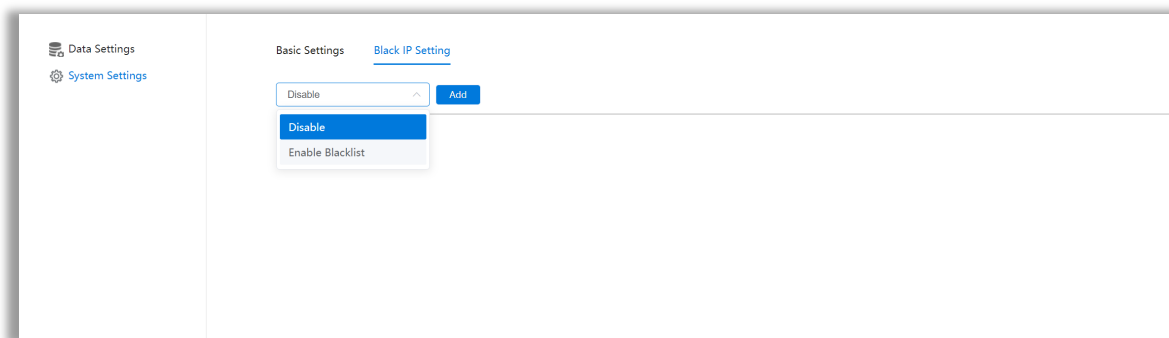 Data Settings
System Settings
Basic Settings Black IP Setting
Disable Add
Disable
Enable Blacklist